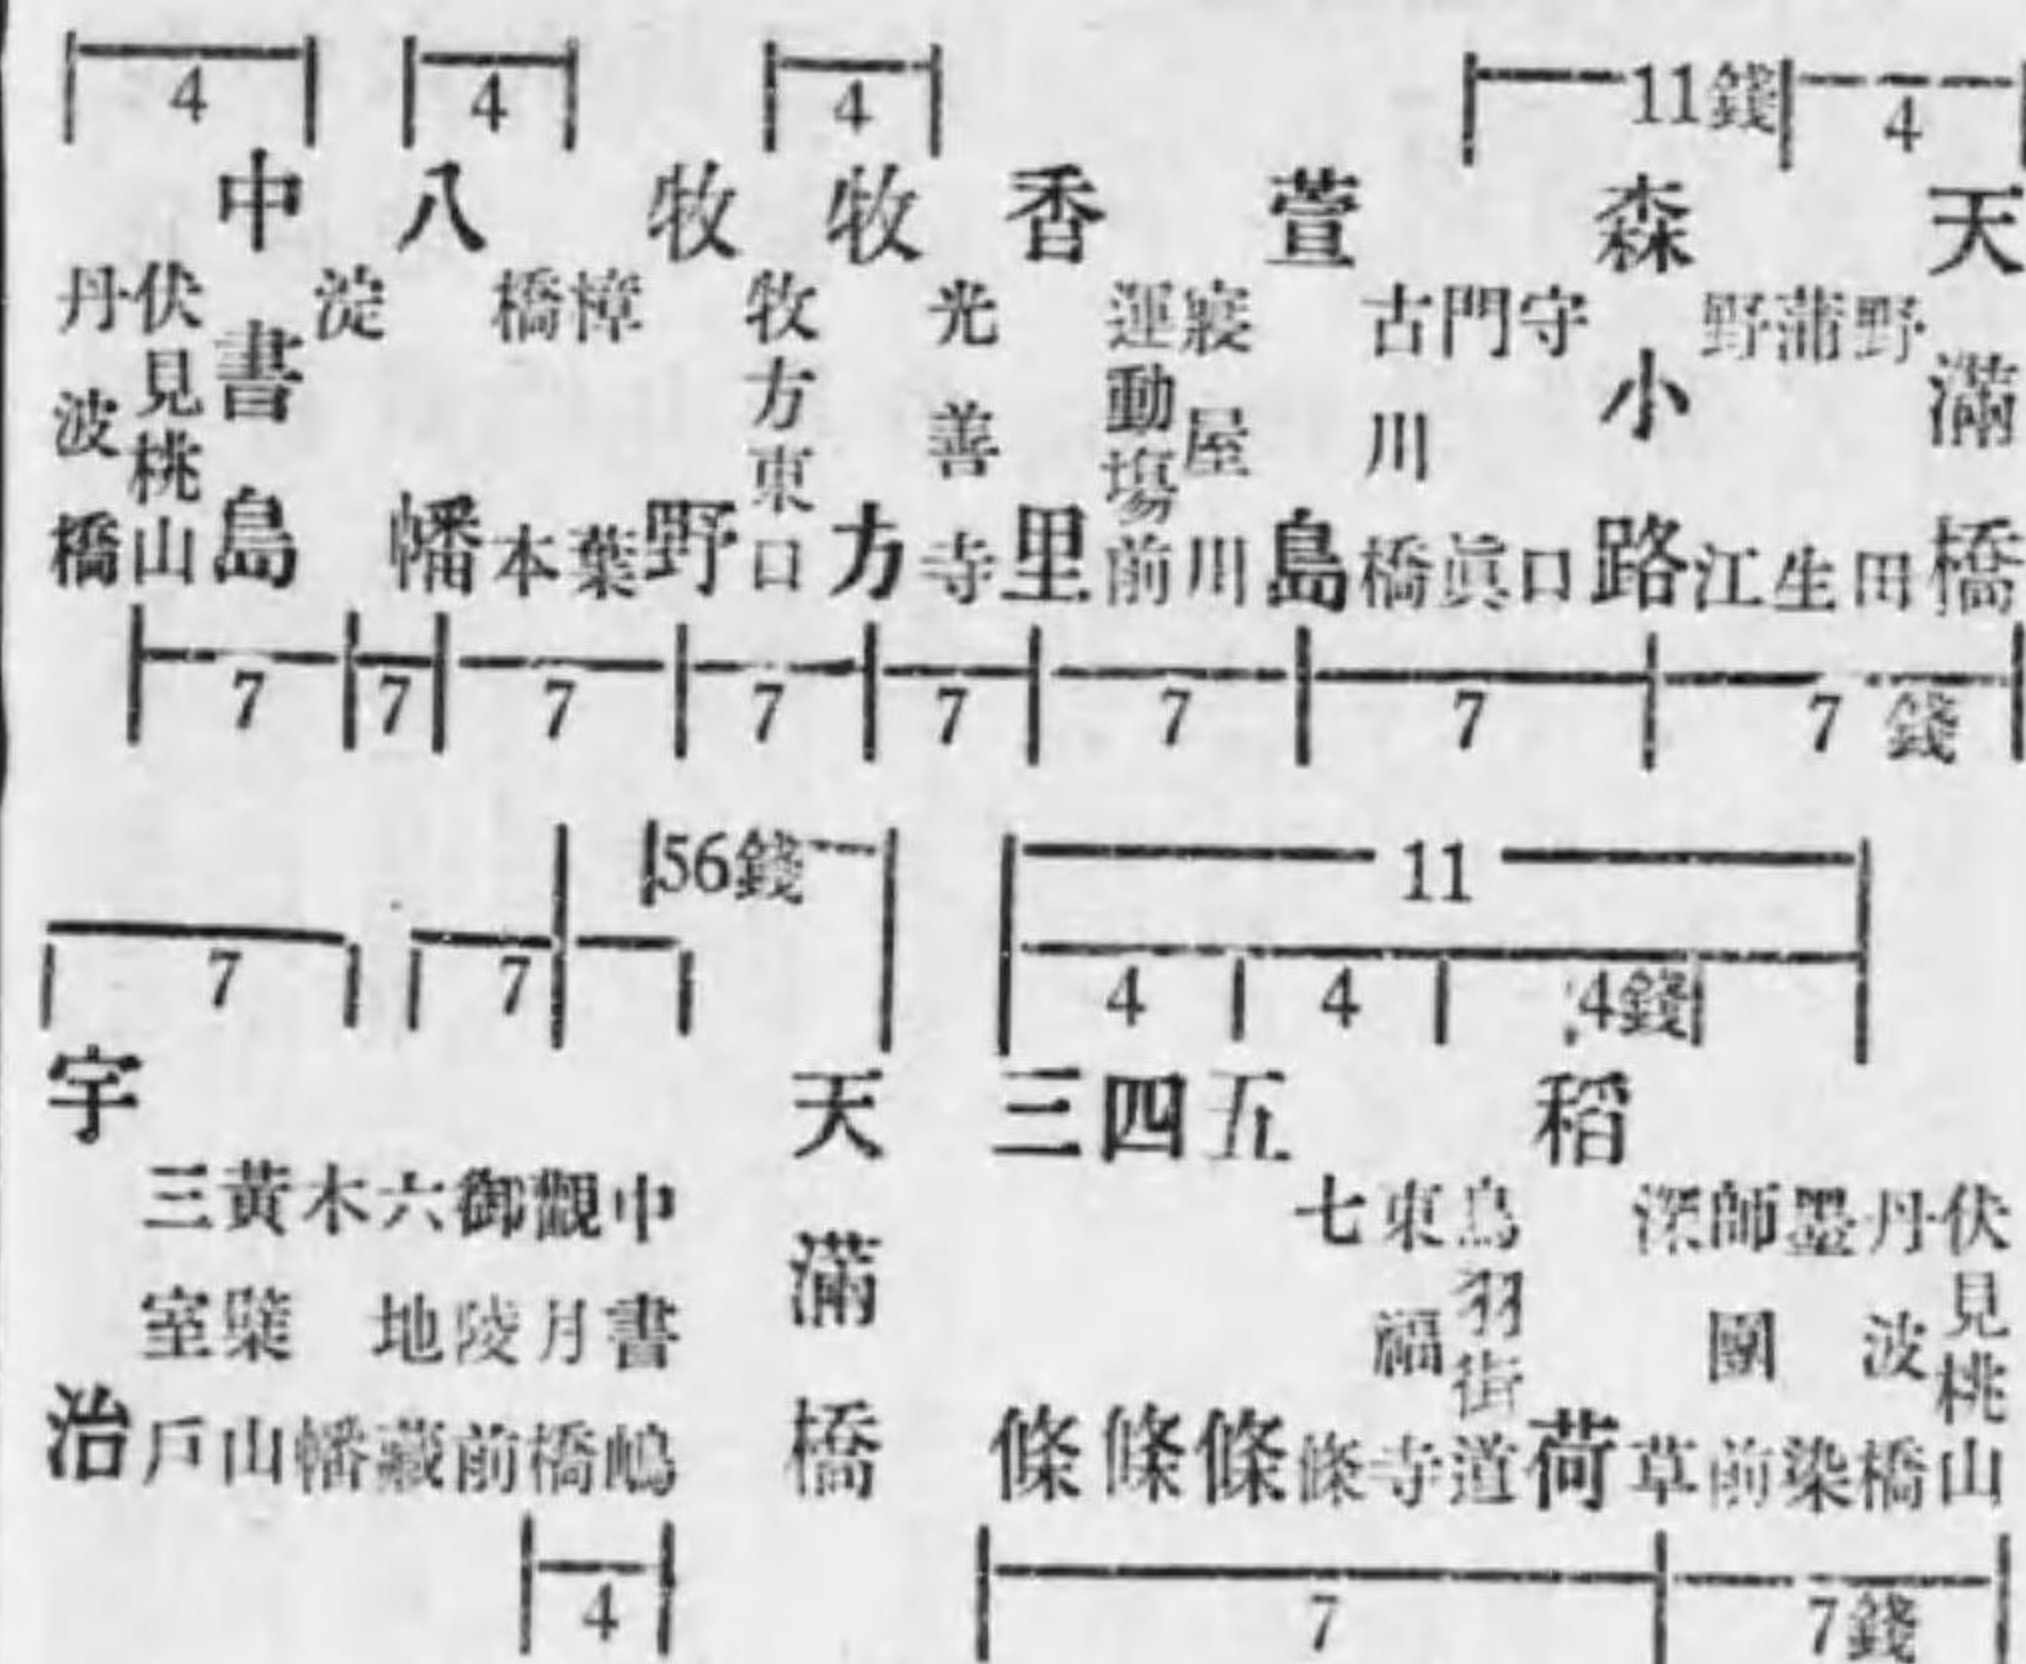 4
11錢
4
4
4
天滿橋
野田
蒲生
野江
森小路
守口
門眞
古川橋
萱島
寢屋川
運動場前
香里
光善寺
牧方
牧方東口
牧野
樟葉
橋本
八幡
淀
中書島
伏見桃山
丹波橋
7錢
7
7
7
7
7
7
7
11
4錢
4
4
伏見桃山
丹波橋
墨染
師團前
深草
稻荷
鳥羽街道
東福寺
七條
五條
四條
三條
7錢
7
56錢
天滿橋
7
7
中書嶋
觀月橋
御陵前
六地藏
木幡
黃檗山
三室戶
宇治
4